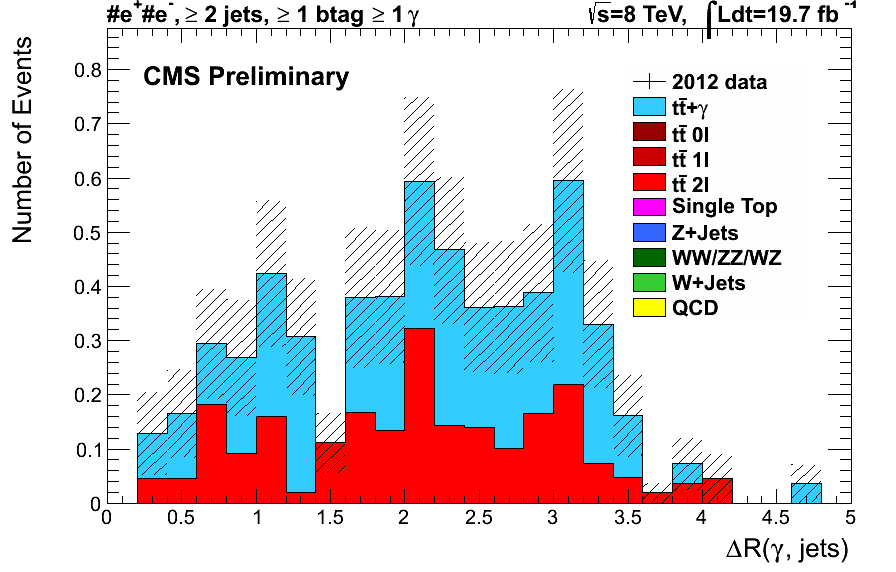 #e⁺#e⁻, ≥ 2 jets, ≥ 1 btag ≥ 1 γ √s=8 TeV, ∫Ldt=19.7 fb⁻¹
CMS Preliminary
Number of Events
0.8
0.7
0.6
0.5
0.4
0.3
0.2
0.1
0
2012 data
tt̄+γ
tt̄ 0l
tt̄ 1l
tt̄ 2l
Single Top
Z+Jets
WW/ZZ/WZ
W+Jets
QCD
0 0.5 1 1.5 2 2.5 3 3.5 4 4.5 5
ΔR(γ, jets)